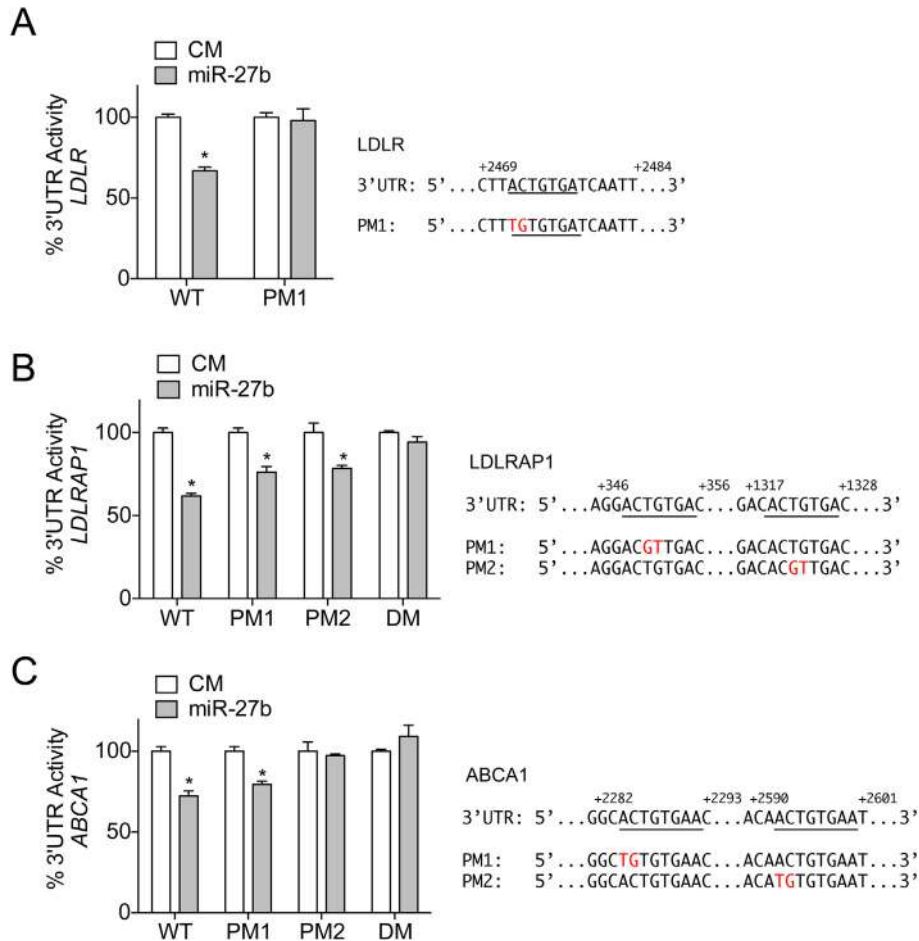 A
CM
miR-27b
% 3'UTR Activity
LDLR
100
50
0
*
WT PM1
LDLR
+2469 +2484
3'UTR: 5'...CTTACTGTGATCAATT...3'
PM1: 5'...CTTTGTGTGATCAATT...3'
B
CM
miR-27b
% 3'UTR Activity
LDLRAP1
100
50
0
* * *
WT PM1 PM2 DM
LDLRAP1
+346 +356 +1317 +1328
3'UTR: 5'...AGGACTGTGAC...GACACTGTGAC...3'
PM1: 5'...AGGACGTTGAC...GACACTGTGAC...3'
PM2: 5'...AGGACTGTGAC...GACACGTTGAC...3'
C
CM
miR-27b
% 3'UTR Activity
ABCA1
100
50
0
* *
WT PM1 PM2 DM
ABCA1
+2282 +2293 +2590 +2601
3'UTR: 5'...GGCACTGTGAAC...ACAACTGTGAAT...3'
PM1: 5'...GGCTGTGTGAAC...ACAACTGTGAAT...3'
PM2: 5'...GGCACTGTGAAC...ACATGTGTGAAT...3'